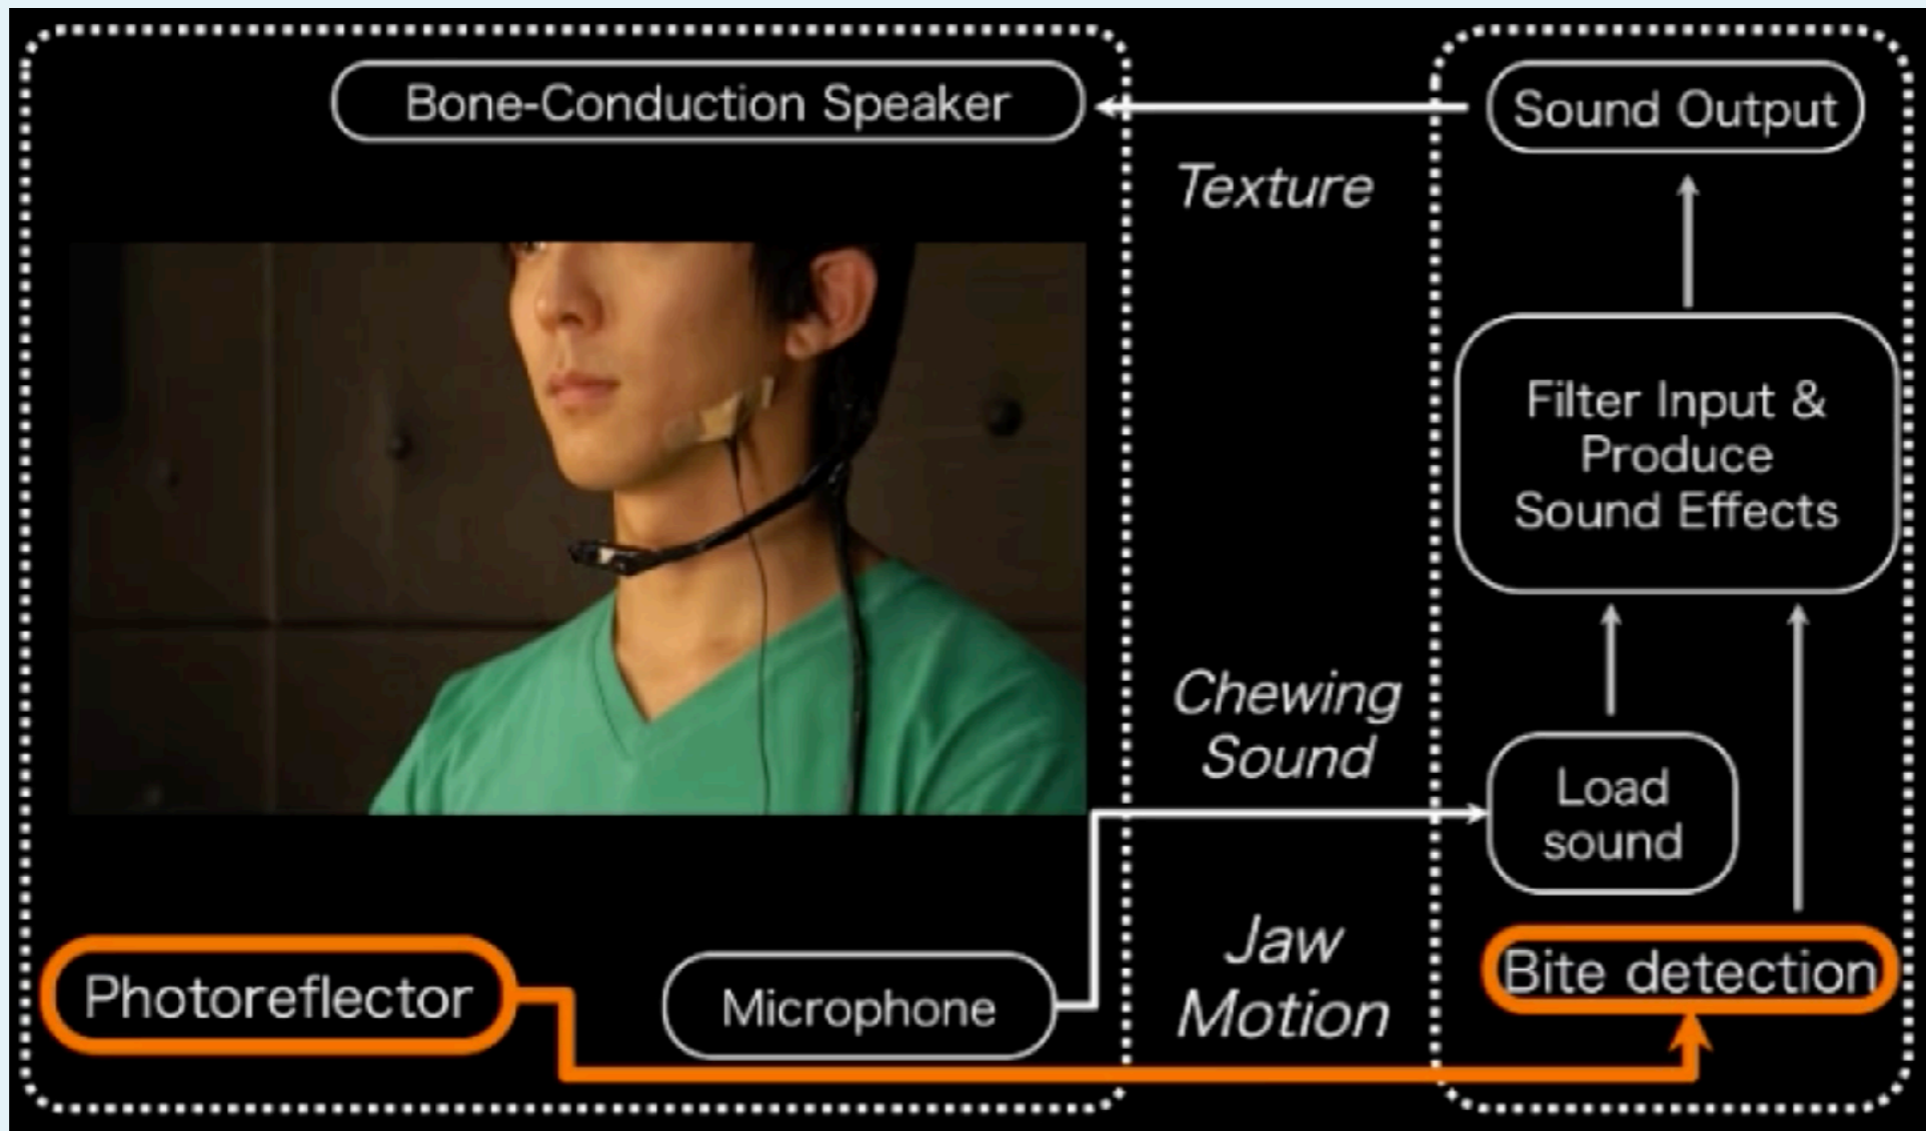 Bone-Conduction Speaker
Sound Output
Texture
Filter Input &
Produce
Sound Effects
Chewing
Sound
Load
sound
Jaw
Motion
Photoreflector
Microphone
Bite detection